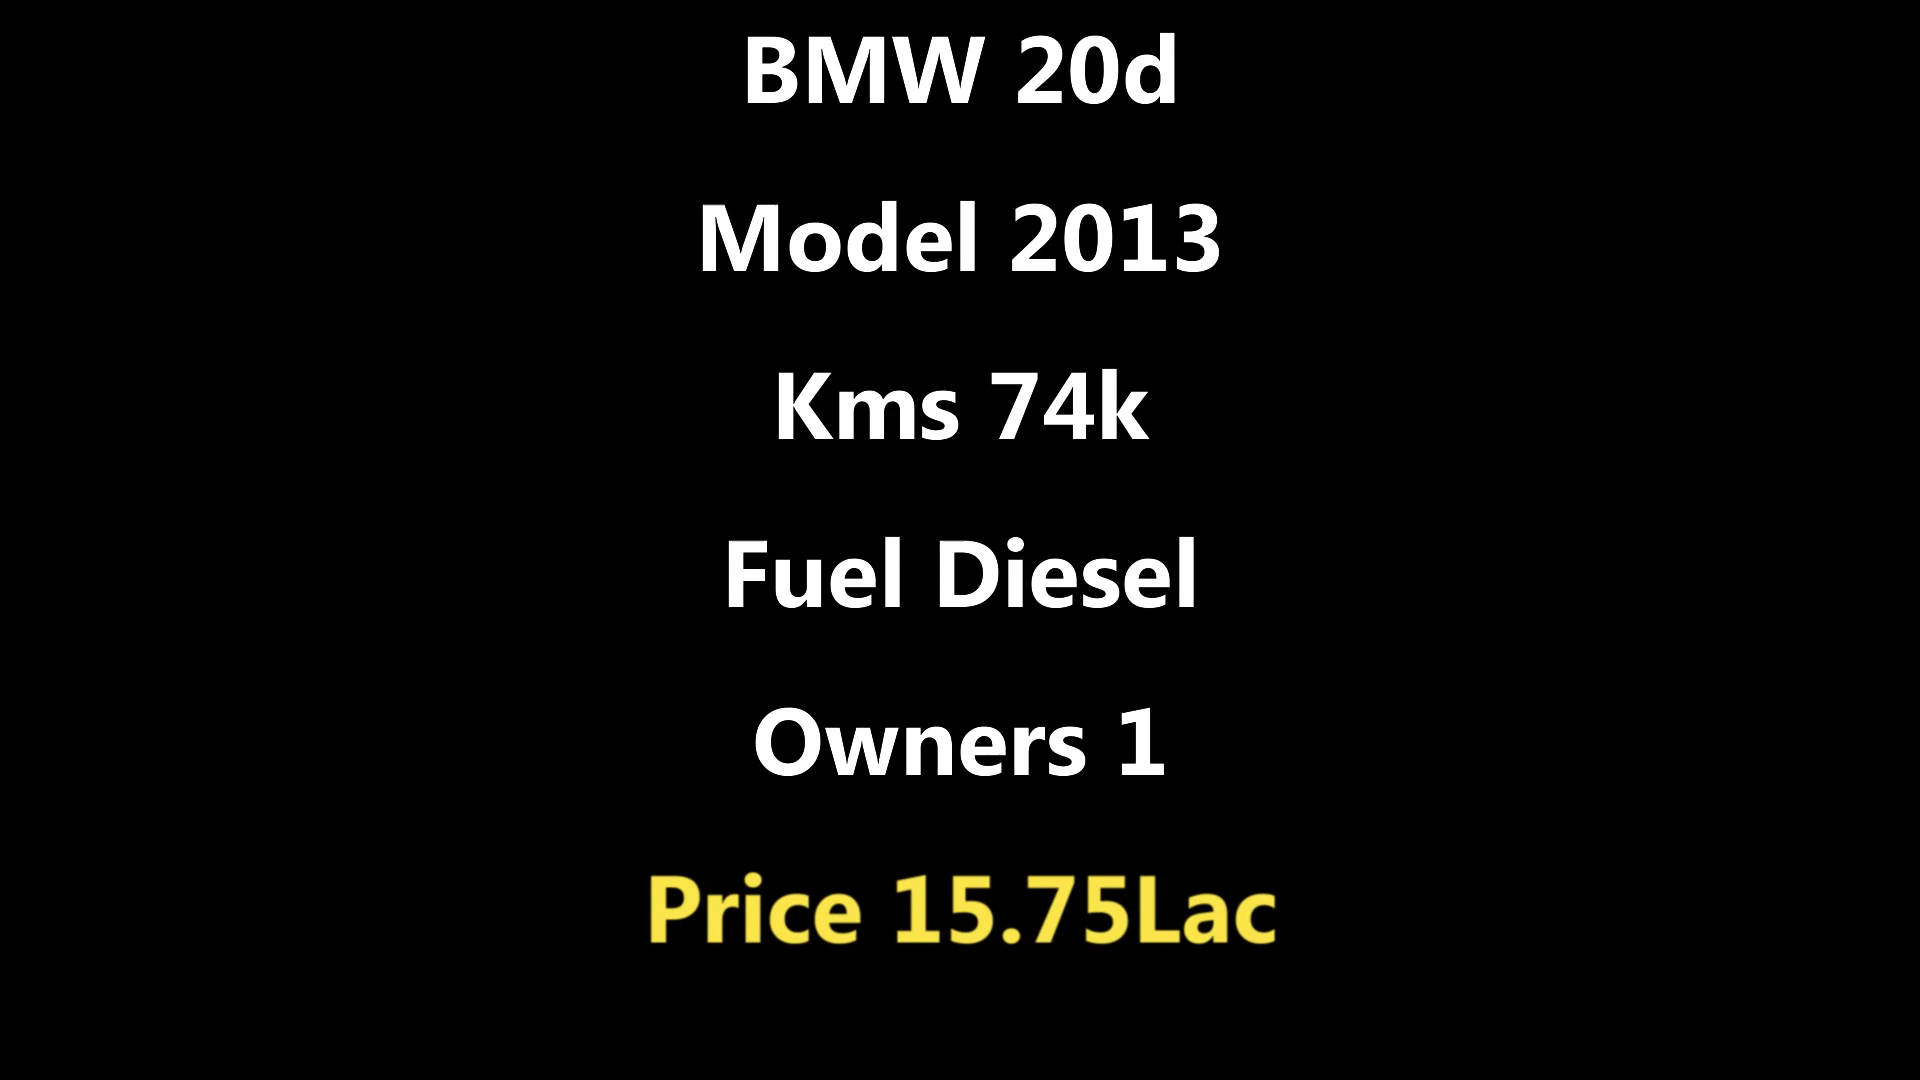 BMW 20d
Model 2013
Kms 74k
Fuel Diesel
Owners 1
Price 15.75Lac